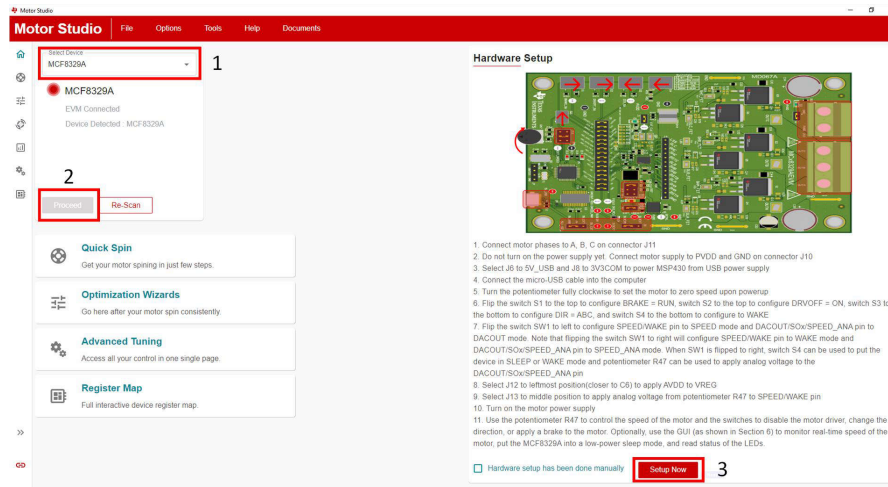 Motor Studio
Motor Studio File Options Tools Help Documents
Select Device
MCF8329A
1
MCF8329A
EVM Connected
Device Detected : MCF8329A
2
Proceed Re-Scan
Quick Spin
Get your motor spining in just few steps.
Optimization Wizards
Go here after your motor spin consistently.
Advanced Tuning
Access all your control in one single page.
Register Map
Full interactive device register map.
Hardware Setup
1. Connect motor phases to A, B, C on connector J11
2. Do not turn on the power supply yet. Connect motor supply to PVDD and GND on connector J10
3. Select J6 to 5V_USB and J8 to 3V3COM to power MSP430 from USB power supply
4. Connect the micro-USB cable into the computer
5. Turn the potentiometer fully clockwise to set the motor to zero speed upon powerup
6. Flip the switch S1 to the top to configure BRAKE = RUN, switch S2 to the top to configure DRVOFF = ON, switch S3 to
the bottom to configure DIR = ABC, and switch S4 to the bottom to configure to WAKE
7. Flip the switch SW1 to left to configure SPEED/WAKE pin to SPEED mode and DACOUT/SOx/SPEED_ANA pin to
DACOUT mode. Note that flipping the switch SW1 to right will configure SPEED/WAKE pin to WAKE mode and
DACOUT/SOx/SPEED_ANA pin to SPEED_ANA mode. When SW1 is flipped to right, switch S4 can be used to put the
device in SLEEP or WAKE mode and potentiometer R47 can be used to apply analog voltage to the
DACOUT/SOx/SPEED_ANA pin
8. Select J12 to leftmost position(closer to C6) to apply AVDD to VREG
9. Select J13 to middle position to apply analog voltage from potentiometer R47 to SPEED/WAKE pin
10. Turn on the motor power supply
11. Use the potentiometer R47 to control the speed of the motor and the switches to disable the motor driver, change the
direction, or apply a brake to the motor. Optionally, use the GUI (as shown in Section 6) to monitor real-time speed of the
motor, put the MCF8329A into a low-power sleep mode, and read status of the LEDs.
Hardware setup has been done manually Setup Now 3